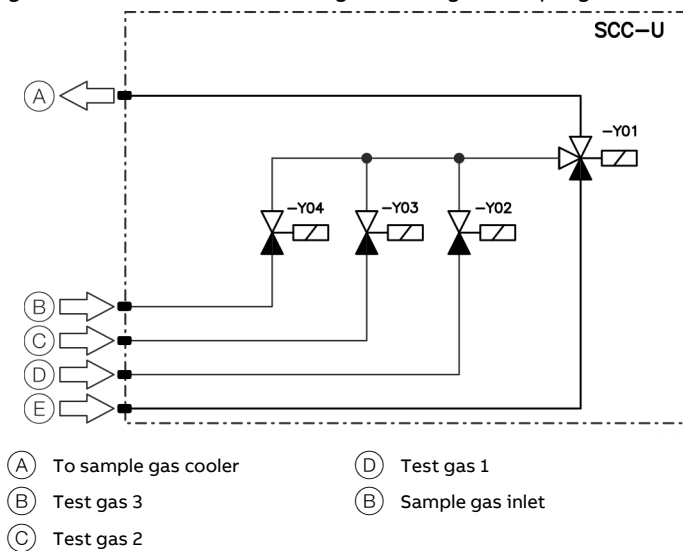 SCC-U
A
-Y01
-Y04
-Y03
-Y02
B
C
D
E
A To sample gas cooler
D Test gas 1
B Test gas 3
B Sample gas inlet
C Test gas 2